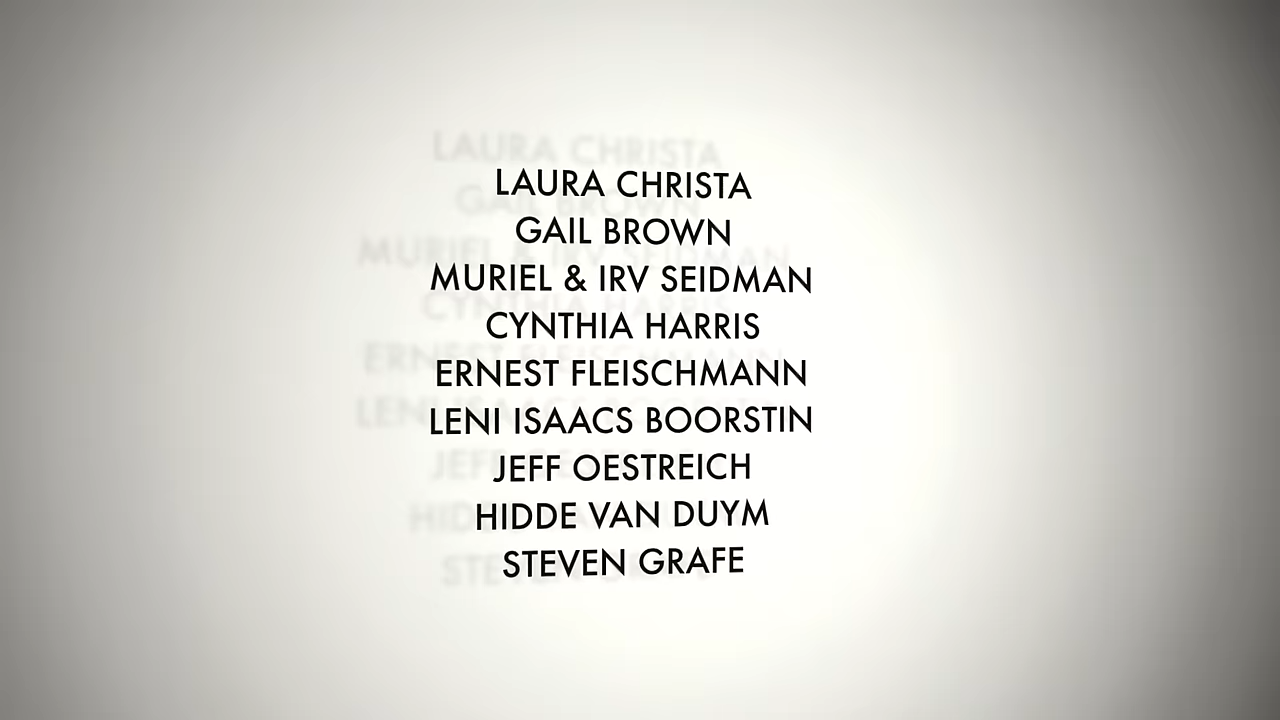 LAURA CHRISTA
GAIL BROWN
MURIEL & IRV SEIDMAN
CYNTHIA HARRIS
ERNEST FLEISCHMANN
LENI ISAACS BOORSTIN
JEFF OESTREICH
HIDDE VAN DUYM
STEVEN GRAFE